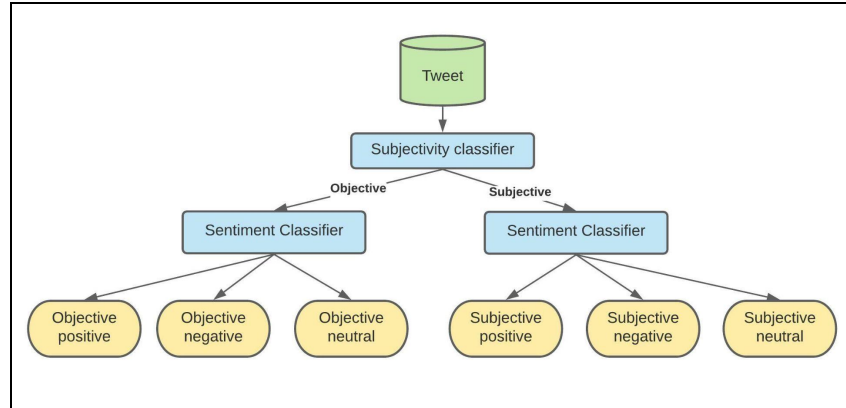 Tweet
Subjectivity classifier
Objective
Subjective
Sentiment Classifier
Sentiment Classifier
Objective
positive
Objective
negative
Objective
neutral
Subjective
positive
Subjective
negative
Subjective
neutral